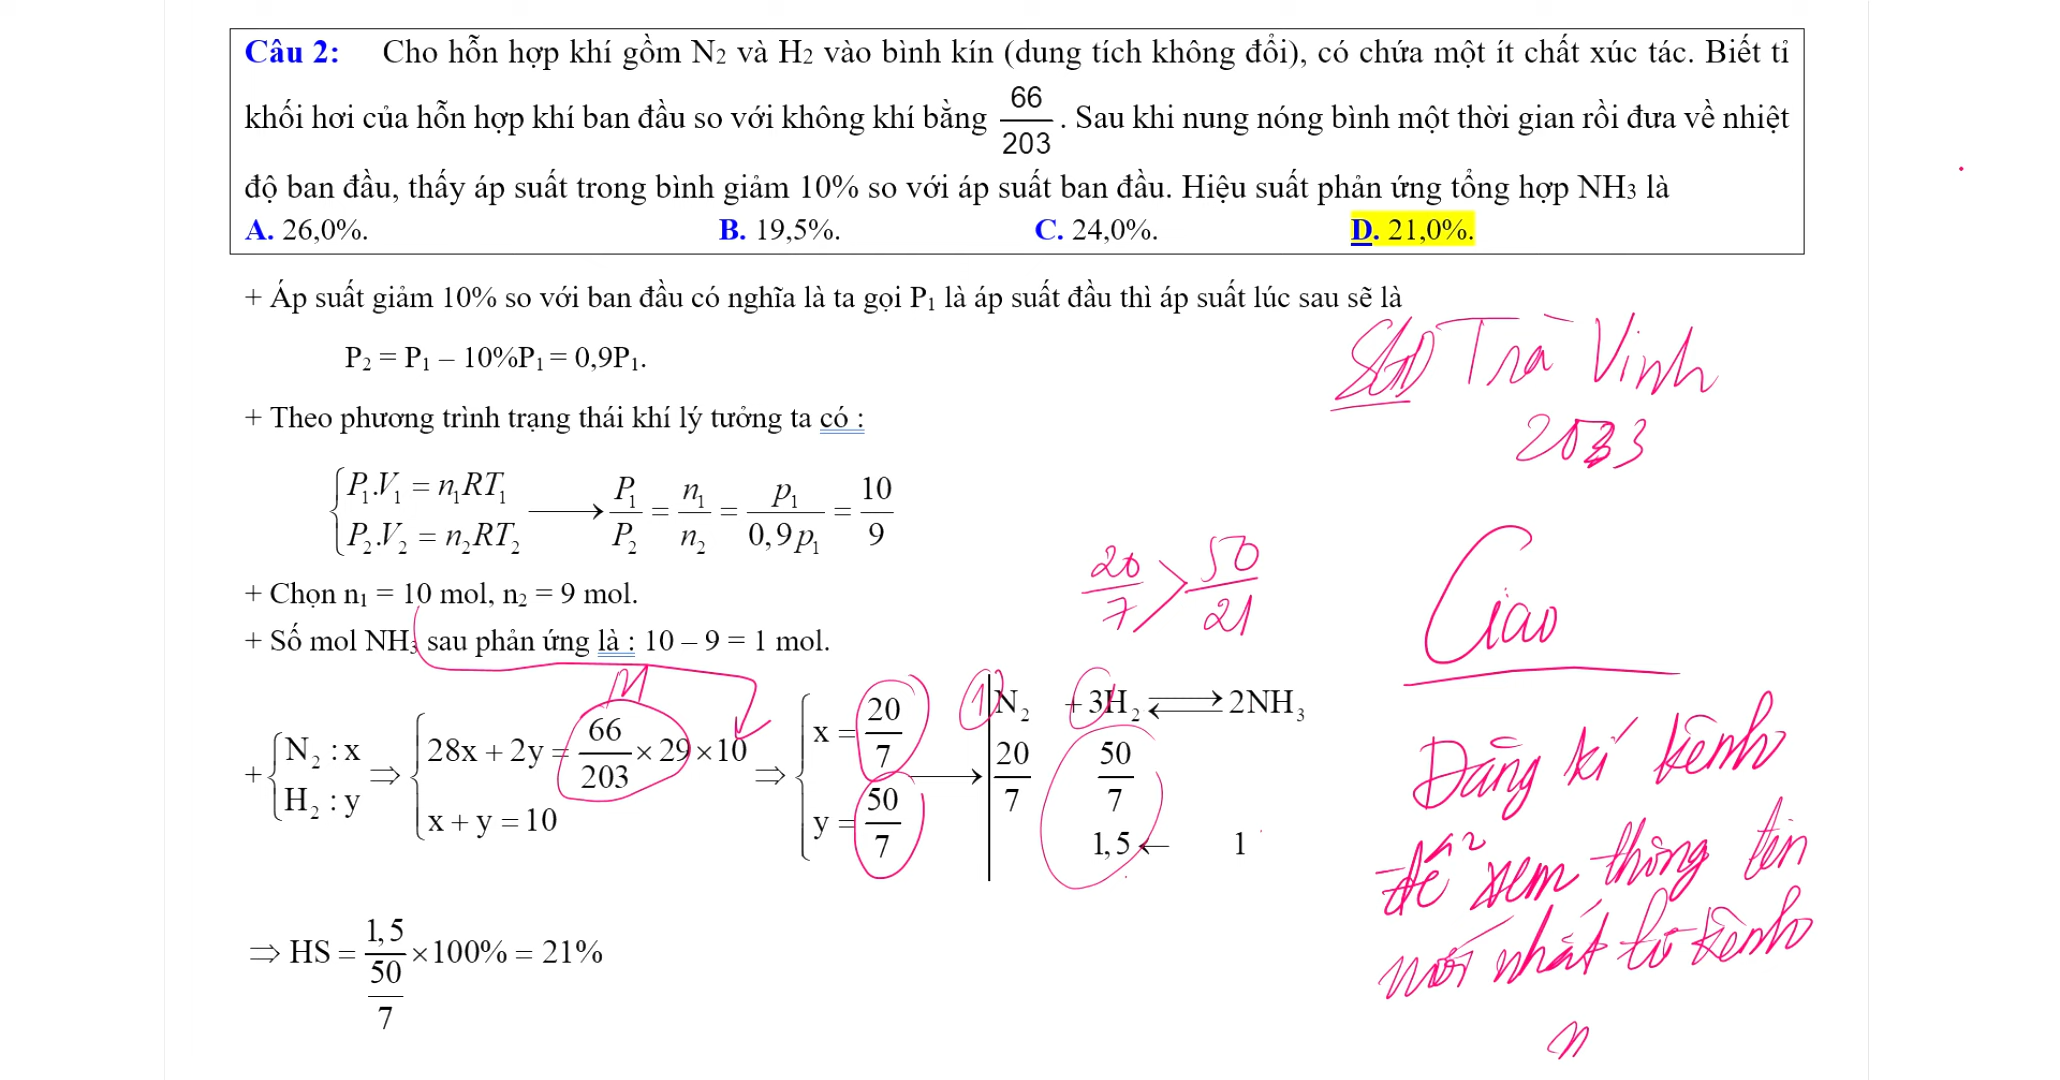 Câu 2: Cho hỗn hợp khí gồm N2 và H2 vào bình kín (dung tích không đổi), có chứa một ít chất xúc tác. Biết tỉ
khối hơi của hỗn hợp khí ban đầu so với không khí bằng 66/203. Sau khi nung nóng bình một thời gian rồi đưa về nhiệt
độ ban đầu, thấy áp suất trong bình giảm 10% so với áp suất ban đầu. Hiệu suất phản ứng tổng hợp NH3 là
A. 26,0%. B. 19,5%. C. 24,0%. D. 21,0%.
+ Áp suất giảm 10% so với ban đầu có nghĩa là ta gọi P₁ là áp suất đầu thì áp suất lúc sau sẽ là
P₂ = P₁ – 10%P₁ = 0,9P₁.
SGD Trà Vinh
2023
+ Theo phương trình trạng thái khí lý tưởng ta có :
{P₁.V₁ = n₁RT₁
P₂.V₂ = n₂RT₂ ⟶ P₁/P₂ = n₁/n₂ = p₁/0,9p₁ = 10/9
20/7 > 50/21
+ Chọn n₁ = 10 mol, n₂ = 9 mol.
+ Số mol NH₃ sau phản ứng là : 10 – 9 = 1 mol.
M
+ {N₂ : x
H₂ : y ⇒ {28x + 2y = 66/203 × 29 × 10
x + y = 10 ⇒ {x = 20/7
y = 50/7 ⟶
1 N₂ + 3H₂ ⇌ 2NH₃
20/7 50/7
1,5 ← 1
⇒ HS = 1,5/(50/7) ×100% = 21%
Giao
Đăng kí kênh
để xem thông tin
mới nhất từ kênh
n